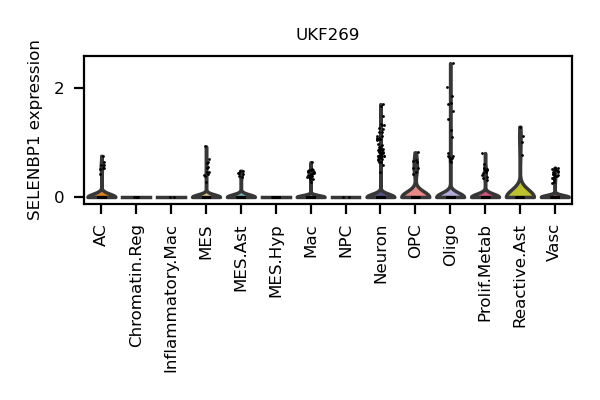 UKF269
SELENBP1 expression
2
0
AC
Chromatin.Reg
Inflammatory.Mac
MES
MES.Ast
MES.Hyp
Mac
NPC
Neuron
OPC
Oligo
Prolif.Metab
Reactive.Ast
Vasc